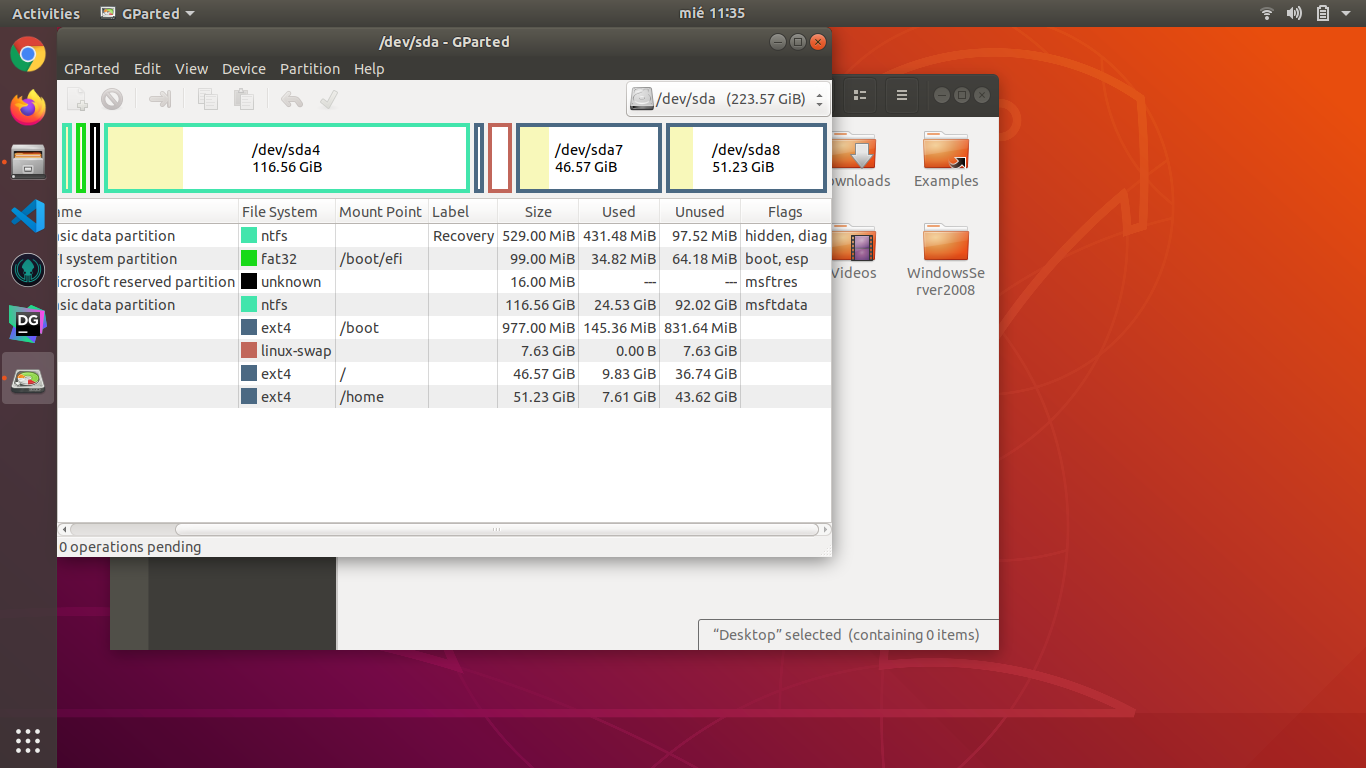 Activities GParted mié 11:35
/dev/sda - GParted
GParted Edit View Device Partition Help
/dev/sda (223.57 GiB)
/dev/sda4
116.56 GiB
/dev/sda7
46.57 GiB
/dev/sda8
51.23 GiB
ame File System Mount Point Label Size Used Unused Flags
asic data partition ntfs Recovery 529.00 MiB 431.48 MiB 97.52 MiB hidden, diag
I system partition fat32 /boot/efi 99.00 MiB 34.82 MiB 64.18 MiB boot, esp
icrosoft reserved partition unknown 16.00 MiB --- --- msftres
asic data partition ntfs 116.56 GiB 24.53 GiB 92.02 GiB msftdata
ext4 /boot 977.00 MiB 145.36 MiB 831.64 MiB
linux-swap 7.63 GiB 0.00 B 7.63 GiB
ext4 / 46.57 GiB 9.83 GiB 36.74 GiB
ext4 /home 51.23 GiB 7.61 GiB 43.62 GiB
0 operations pending
ownloads
Examples
Videos
WindowsSe
rver2008
DG
“Desktop” selected (containing 0 items)